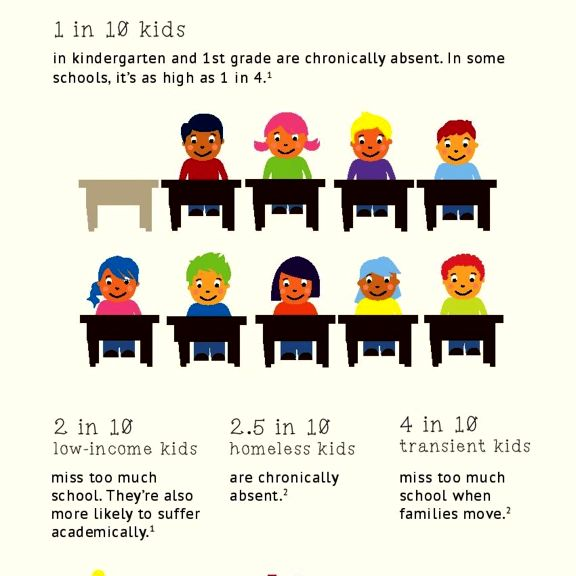 1 in 10 kids
in kindergarten and 1st grade are chronically absent. In some
schools, it's as high as 1 in 4.¹
2 in 10
low-income kids
miss too much
school. They're also
more likely to suffer
academically.¹
2.5 in 10
homeless kids
are chronically
absent.²
4 in 10
transient kids
miss too much
school when
families move.²